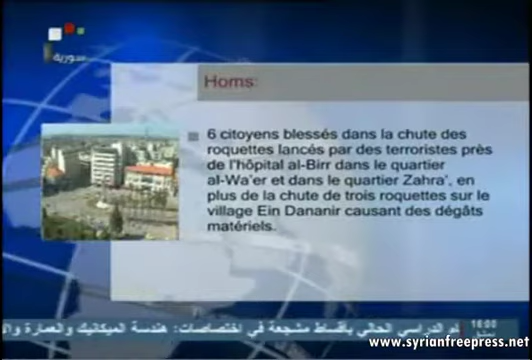 سورية
Homs:
6 citoyens blessés dans la chute des
roquettes lancés par des terroristes près
de l'hôpital al-Birr dans le quartier
al-Wa'er et dans le quartier Zahra', en
plus de la chute de trois roquettes sur le
village Ein Dananir causant des dégâts
matériels.
الدراسي الحالي بأقساط مشجعة في اختصاصات: هندسة الميكانيك والعمارة
16:00
دمشق
www.syrianfreepress.net